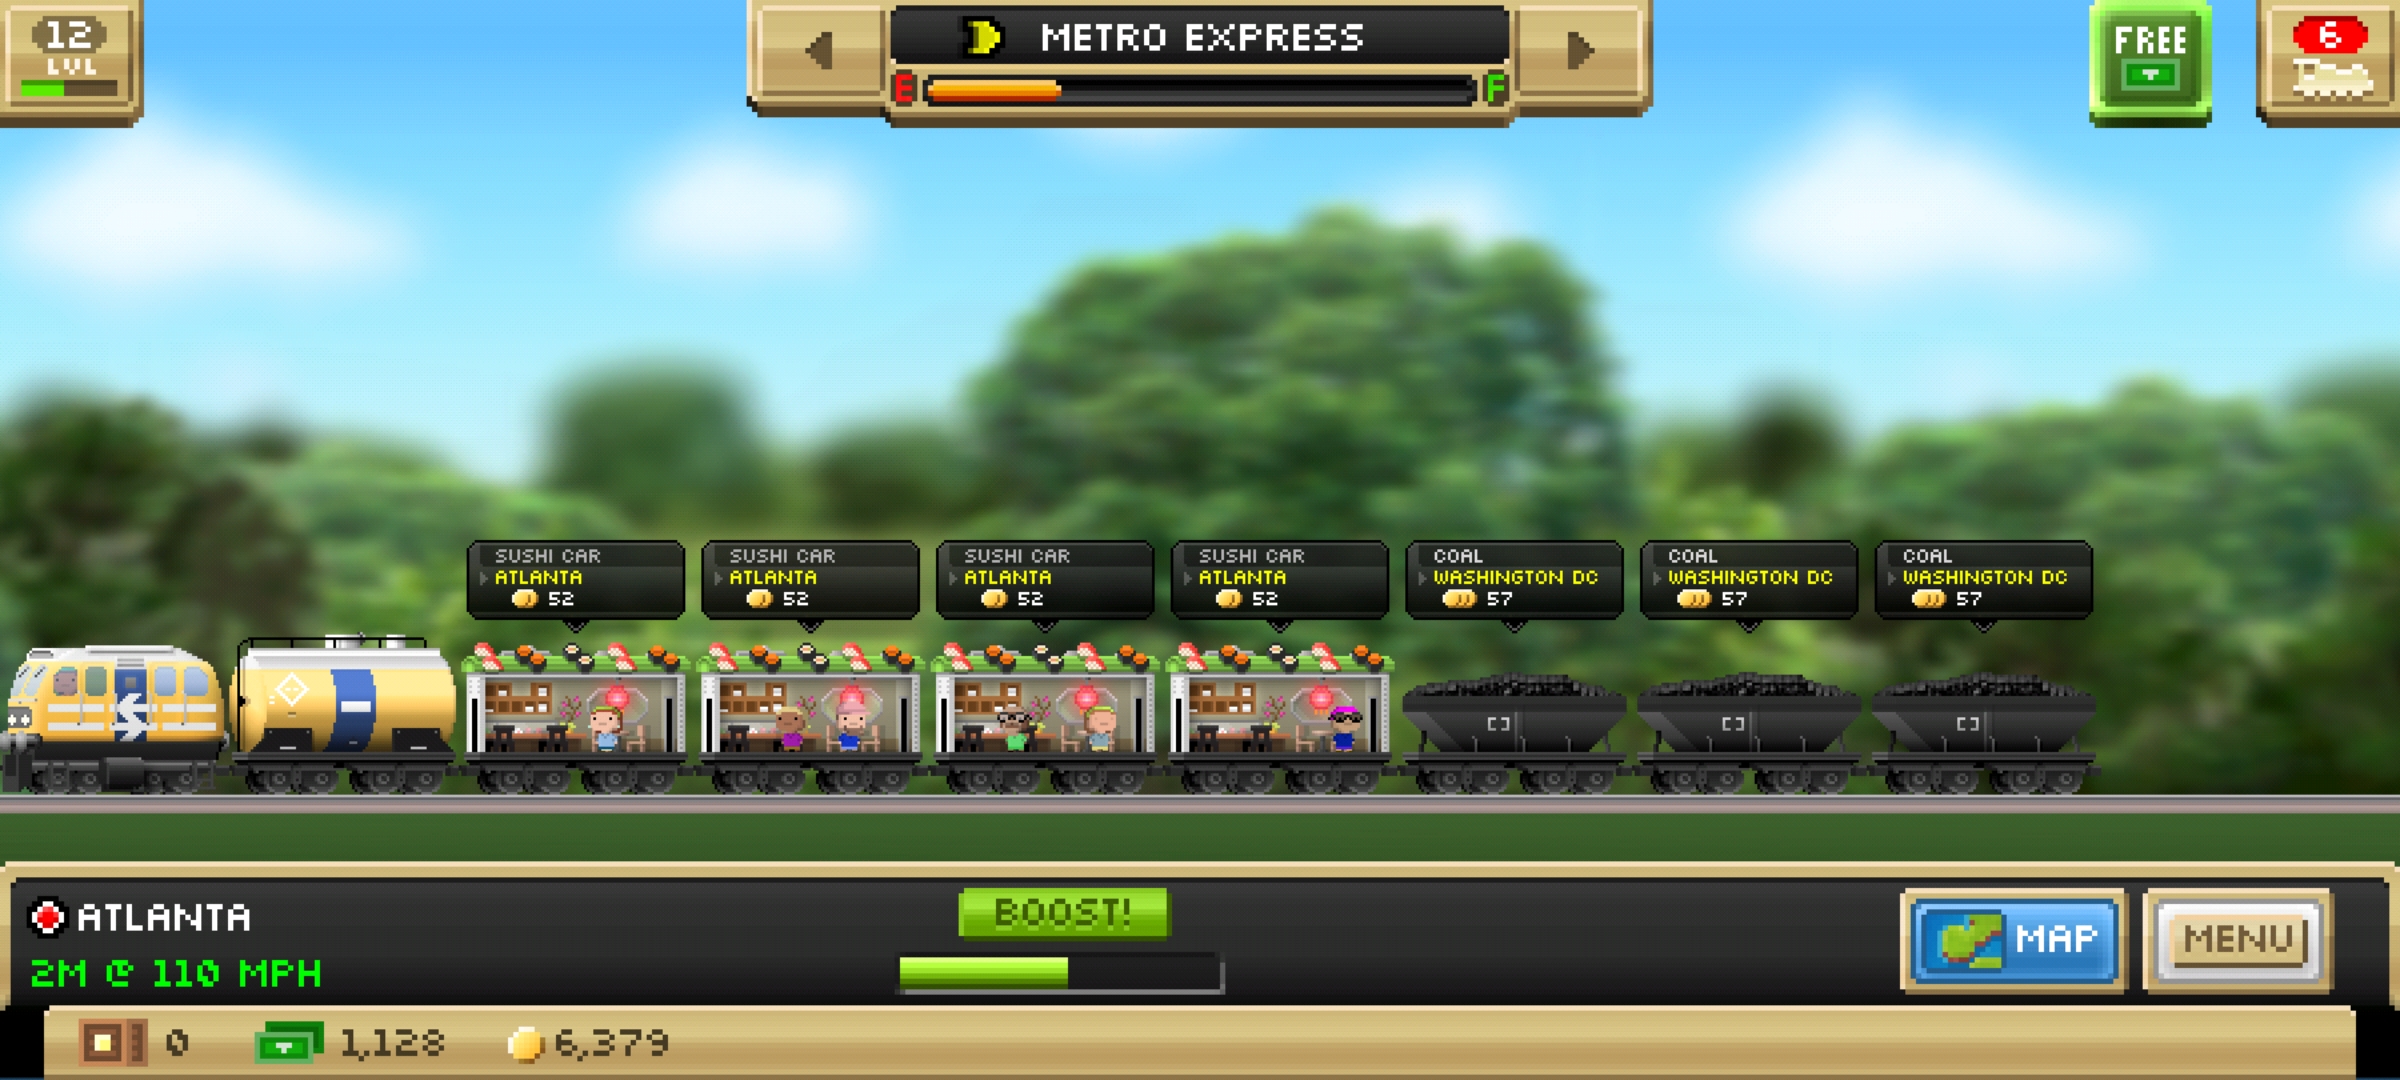 12
LVL
METRO EXPRESS
E
F
FREE
6
SUSHI CAR
ATLANTA
52
SUSHI CAR
ATLANTA
52
SUSHI CAR
ATLANTA
52
SUSHI CAR
ATLANTA
52
COAL
WASHINGTON DC
57
COAL
WASHINGTON DC
57
COAL
WASHINGTON DC
57
ATLANTA
2M @ 110 MPH
BOOST!
MAP
MENU
0
1,128
6,379